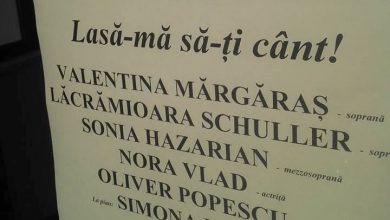 Lasă-mă să-ți cânt!
VALENTINA MĂRGĂRAȘ - soprană
LĂCRĂMIOARA SCHULLER -
SONIA HAZARIAN - mezzosoprană
NORA VLAD - actriță
OLIVER POPESCU
La pian: SIMONA